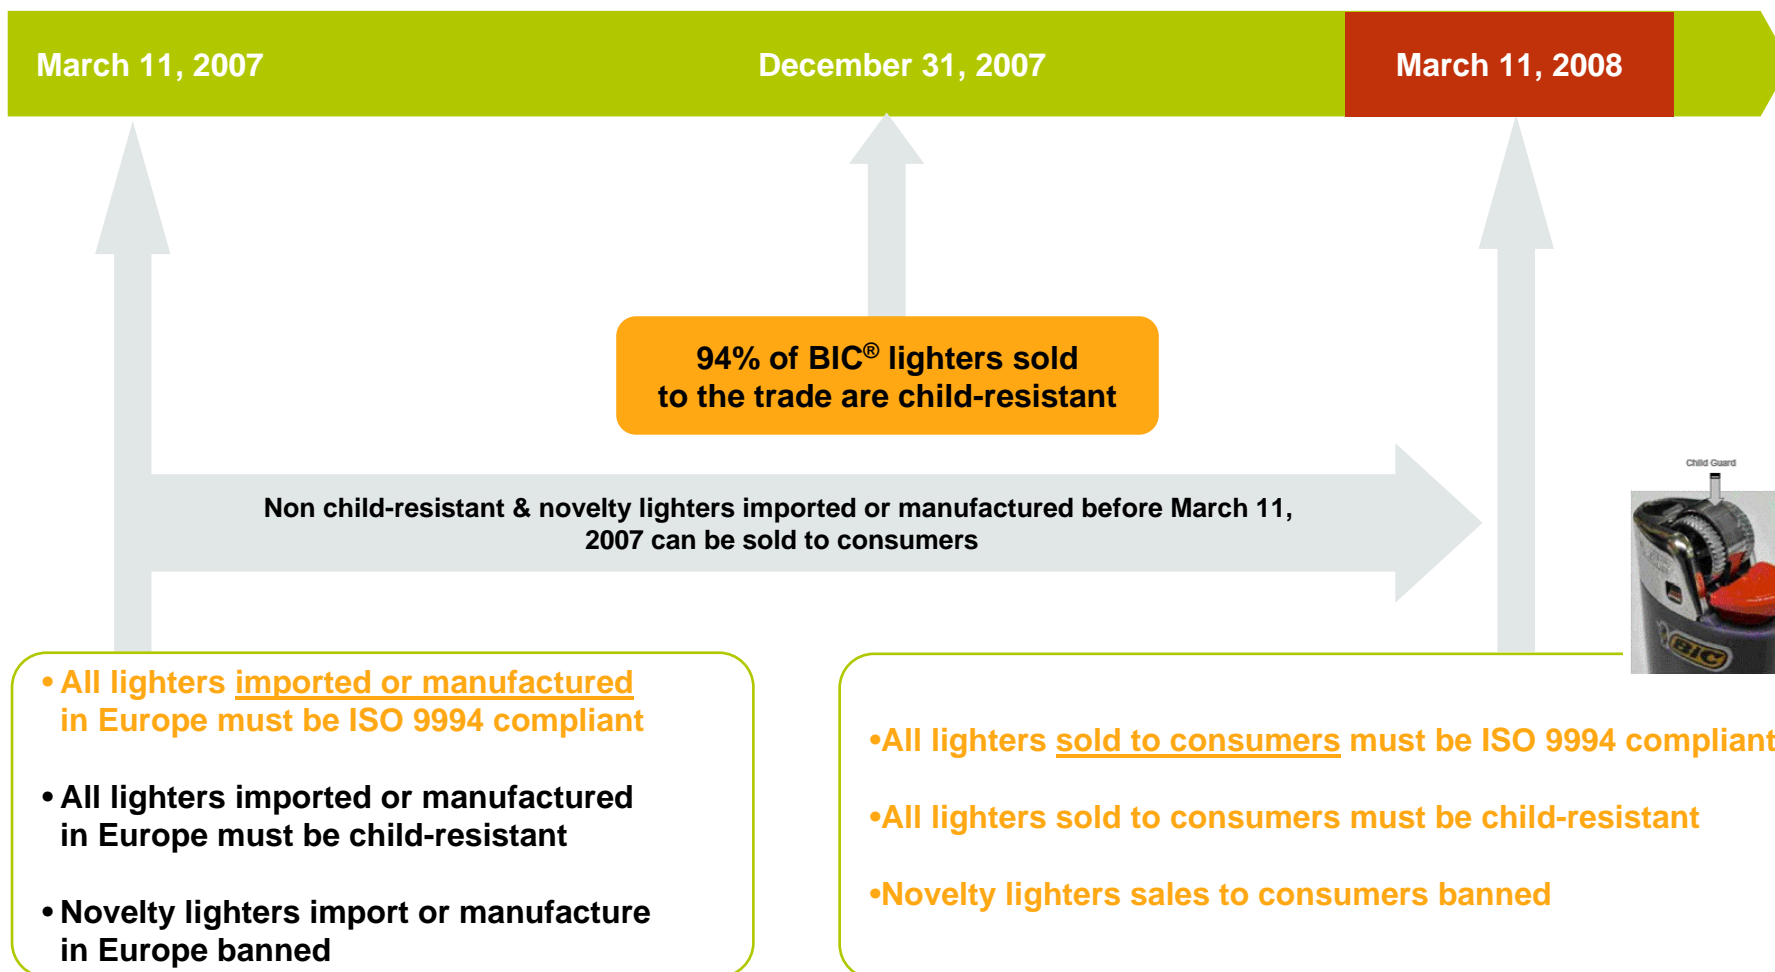 March 11, 2007
December 31, 2007
March 11, 2008
94% of BIC® lighters sold
to the trade are child-resistant
Non child-resistant & novelty lighters imported or manufactured before March 11,
2007 can be sold to consumers
Child Guard
BIC
• All lighters imported or manufactured
in Europe must be ISO 9994 compliant
• All lighters imported or manufactured
in Europe must be child-resistant
• Novelty lighters import or manufacture
in Europe banned
•All lighters sold to consumers must be ISO 9994 compliant
•All lighters sold to consumers must be child-resistant
•Novelty lighters sales to consumers banned